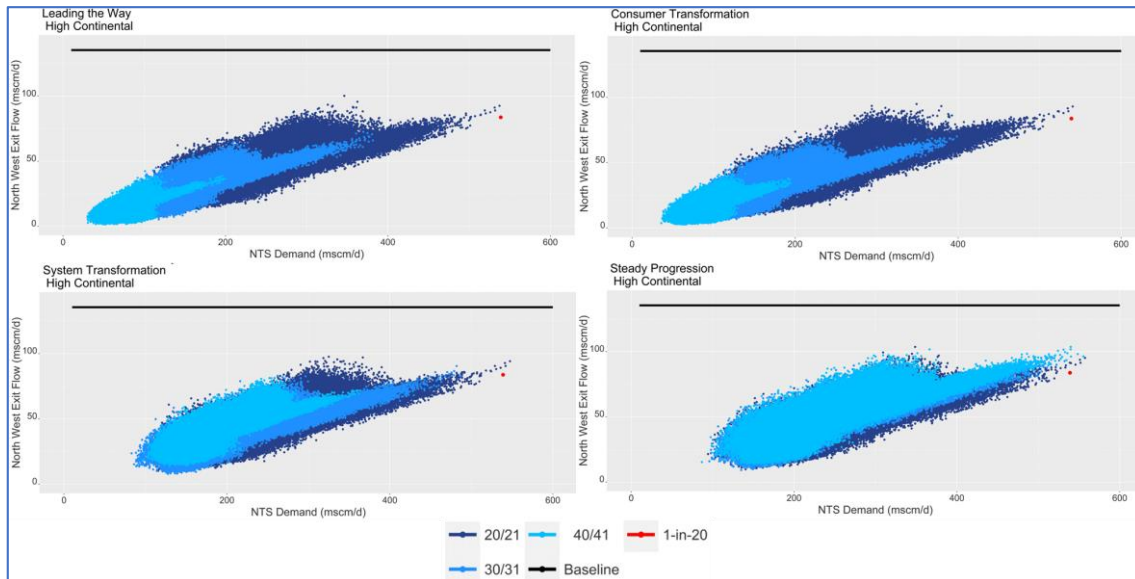 Leading the Way
High Continental
North West Exit Flow (mscm/d)
100.
50.
0.
0
200
400
600
NTS Demand (mscm/d)
Consumer Transformation
High Continental
North West Exit Flow (mscm/d)
100.
50.
0.
0
200
400
600
NTS Demand (mscm/d)
System Transformation
High Continental
North West Exit Flow (mscm/d)
100.
50.
0.
0
200
400
600
NTS Demand (mscm/d)
Steady Progression
High Continental
North West Exit Flow (mscm/d)
100.
50.
0.
0
200
400
600
NTS Demand (mscm/d)
20/21
40/41
1-in-20
30/31
Baseline